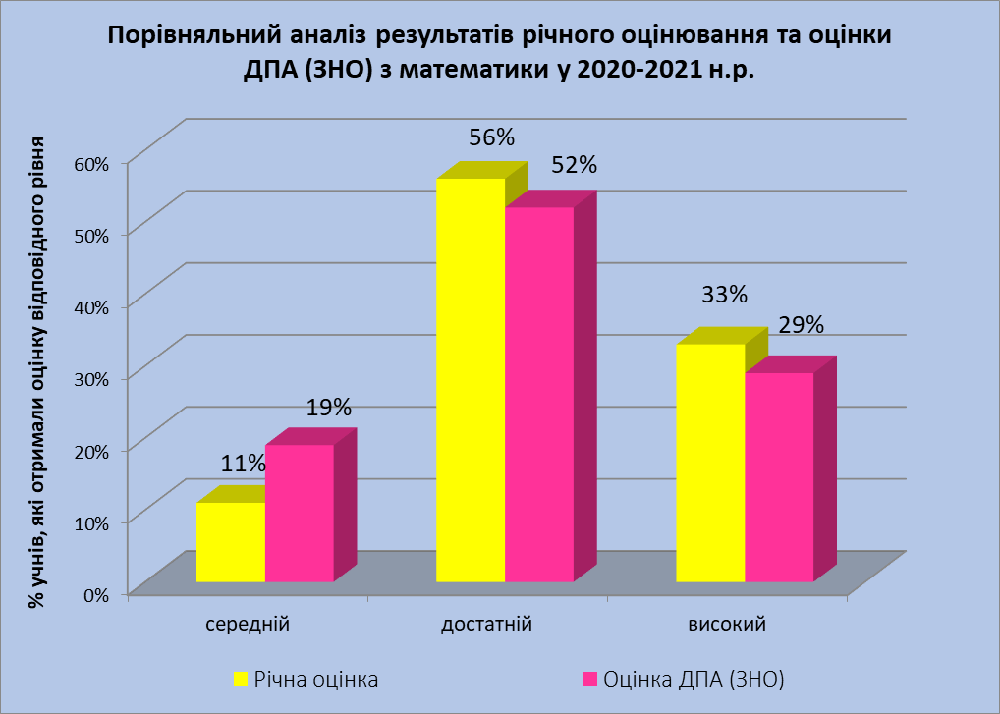 Порівняльний аналіз результатів річного оцінювання та оцінки
ДПА (ЗНО) з математики у 2020-2021 н.р.
% учнів, які отримали оцінку відповідного рівня
60%
50%
40%
30%
20%
10%
0%
11%
19%
56%
52%
33%
29%
середній
достатній
високий
Річна оцінка
Оцінка ДПА (ЗНО)